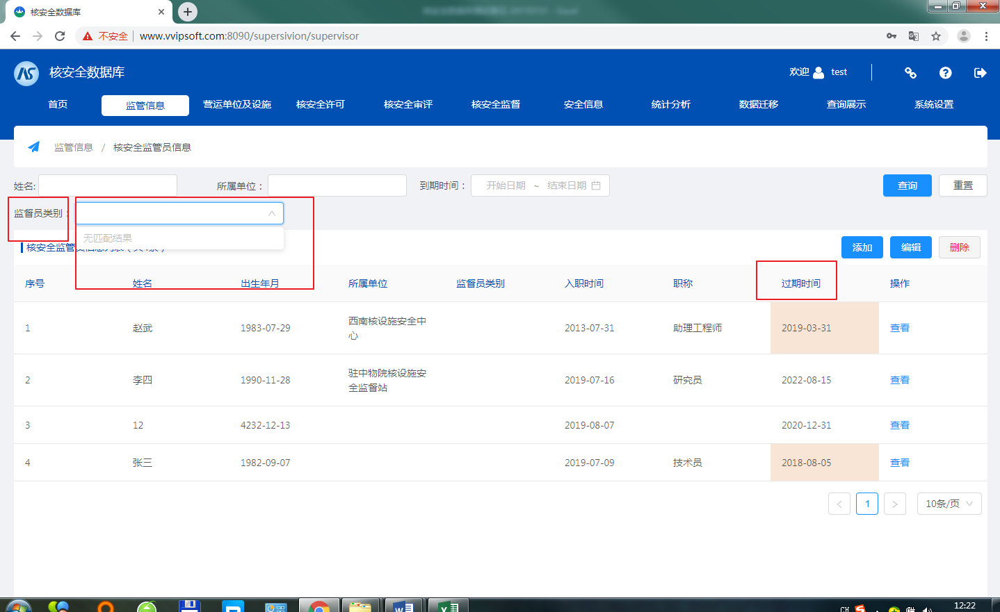 核安全数据库
不安全 www.vvipsoft.com:8090/supersivion/supervisor
核安全数据库
欢迎 test
首页 监管信息 营运单位及设施 核安全许可 核安全审评 核安全监督 安全信息 统计分析 数据迁移 查询展示 系统设置
监管信息 / 核安全监管员信息
姓名: 所属单位： 到期时间： 开始日期 ~ 结束日期 查询 重置
监督员类别：
无匹配结果
核安全监管 添加 编辑 删除
序号 姓名 出生年月 所属单位 监督员类别 入职时间 职称 过期时间 操作
1 赵武 1983-07-29 西南核设施安全中心 2013-07-31 助理工程师 2019-03-31 查看
2 李四 1990-11-28 驻中物院核设施安全监督站 2019-07-16 研究员 2022-08-15 查看
3 12 4232-12-13 2019-08-07 2020-12-31 查看
4 张三 1982-09-07 2019-07-09 技术员 2018-08-05 查看
1 10条/页
CH 12:22